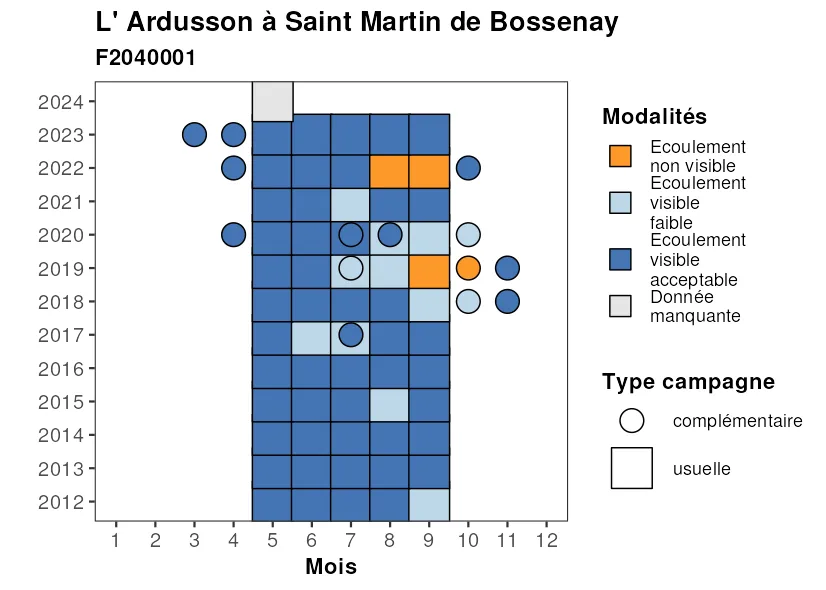 L' Ardusson à Saint Martin de Bossenay
F2040001
2024
2023
2022
2021
2020
2019
2018
2017
2016
2015
2014
2013
2012
1 2 3 4 5 6 7 8 9 10 11 12
Mois
Modalités
Ecoulement
non visible
Ecoulement
visible
faible
Ecoulement
visible
acceptable
Donnée
manquante
Type campagne
complémentaire
usuelle